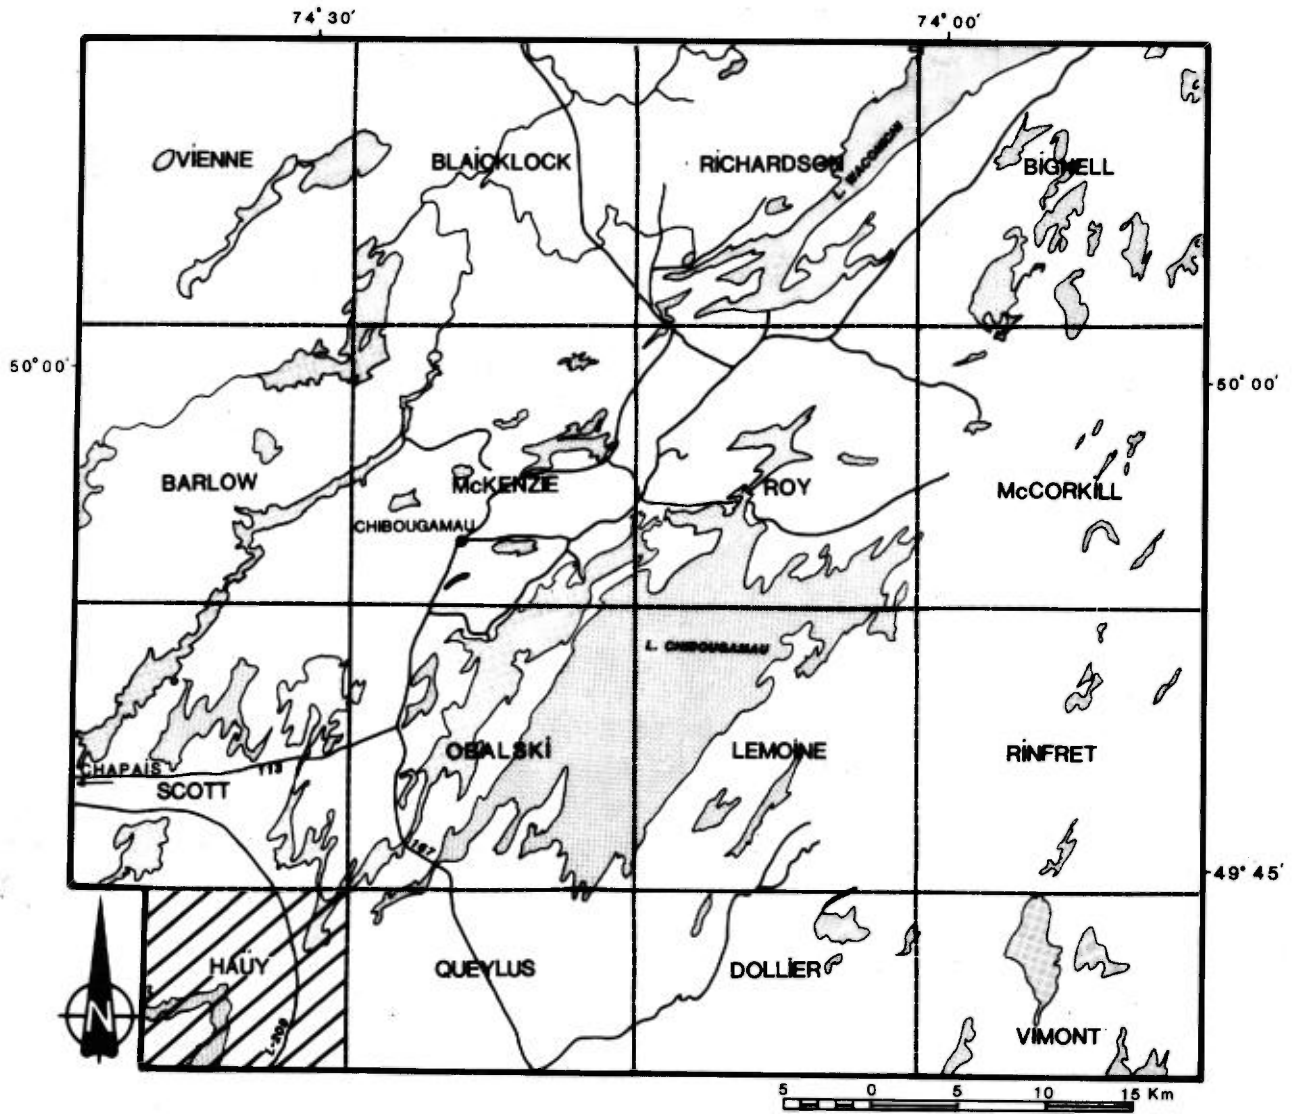 74°30'
74°00'
VIENNE
BLAICKLOCK
RICHARDSON
BIGNELL
L. WACONICHI
50°00'
50°00'
BARLOW
McKENZIE
ROY
McCORKILL
CHIBOUGAMAU
L. CHIBOUGAMAU
OBALSKI
LEMOINE
RINFRET
CHAPAIS
113
SCOTT
167
49°45'
HAÜY
QUEYLUS
DOLLIER
L-209
N
VIMONT
5 0 5 10 15 Km